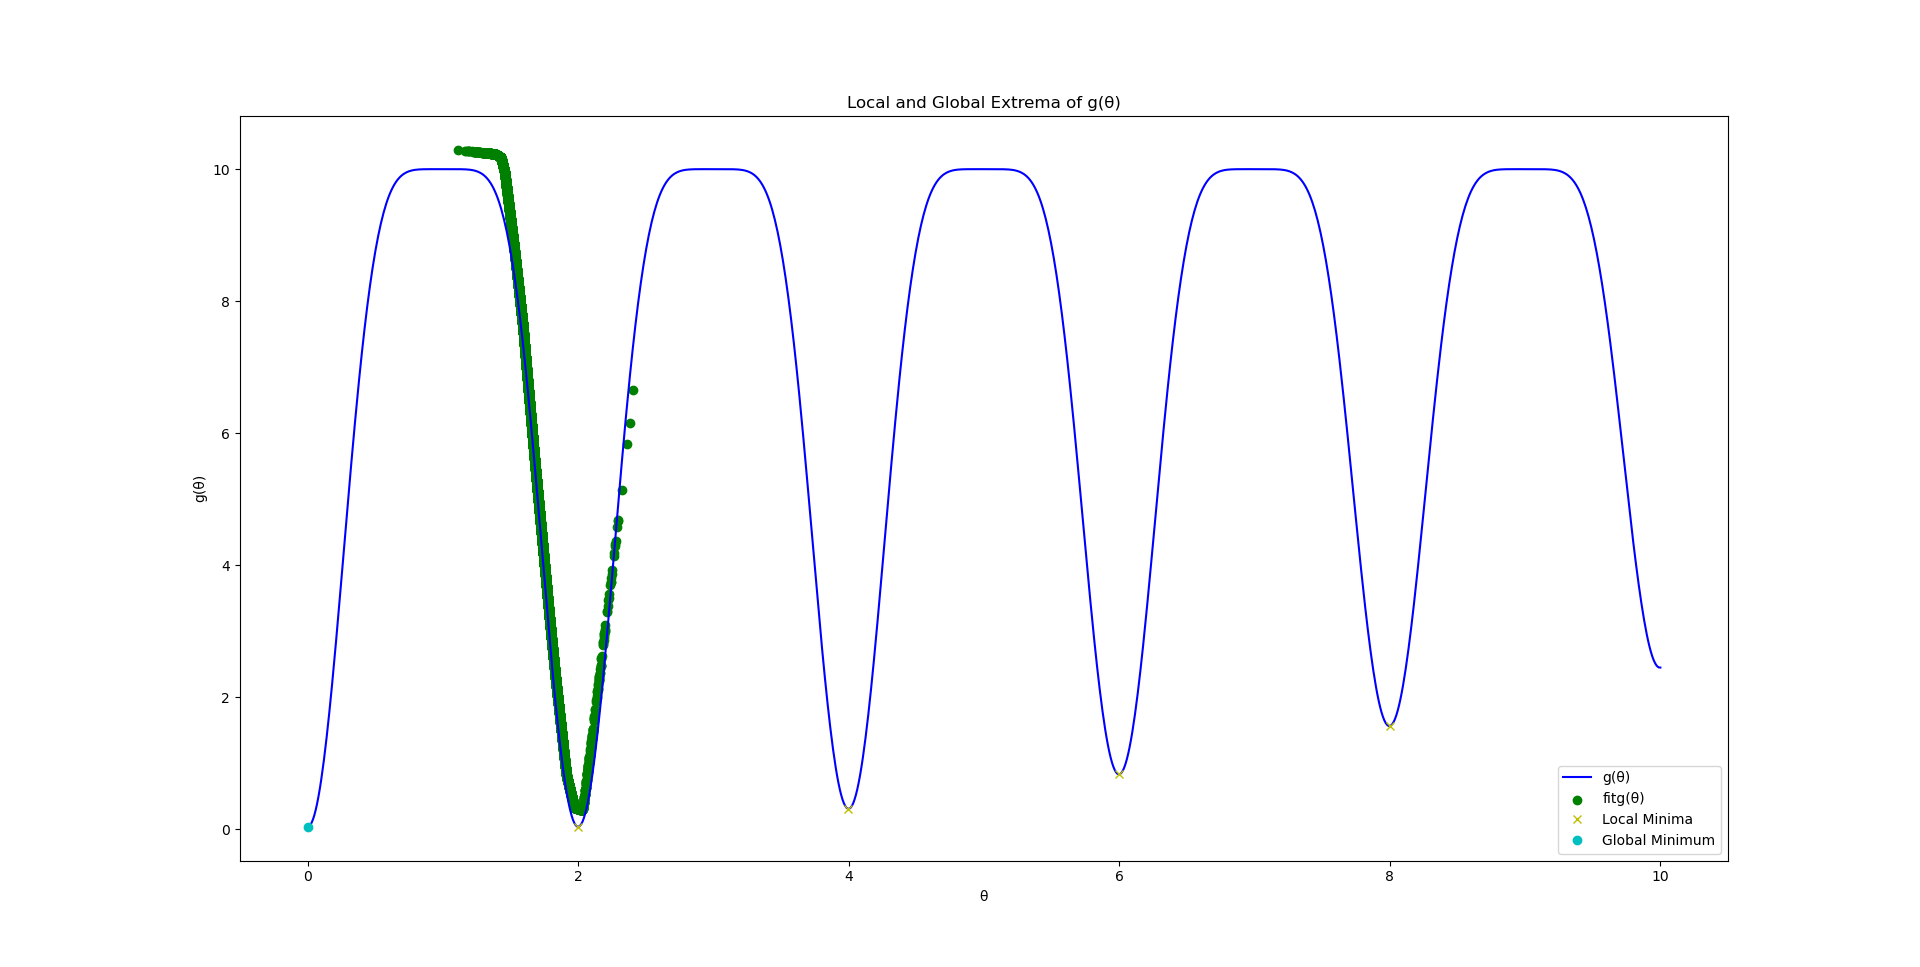 Local and Global Extrema of g(θ)
10
8
6
4
2
0
g(θ)
0 2 4 6 8 10
θ
g(θ)
fitg(θ)
Local Minima
Global Minimum